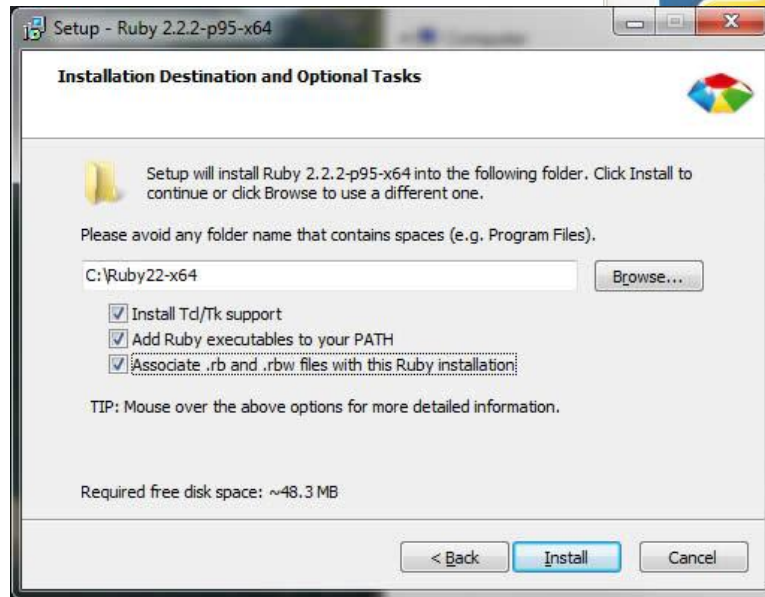 Setup - Ruby 2.2.2-p95-x64
Installation Destination and Optional Tasks
Setup will install Ruby 2.2.2-p95-x64 into the following folder. Click Install to
continue or click Browse to use a different one.
Please avoid any folder name that contains spaces (e.g. Program Files).
C:\Ruby22-x64
Browse...
Install Tcl/Tk support
Add Ruby executables to your PATH
Associate .rb and .rbw files with this Ruby installation
TIP: Mouse over the above options for more detailed information.
Required free disk space: ~48.3 MB
< Back Install Cancel